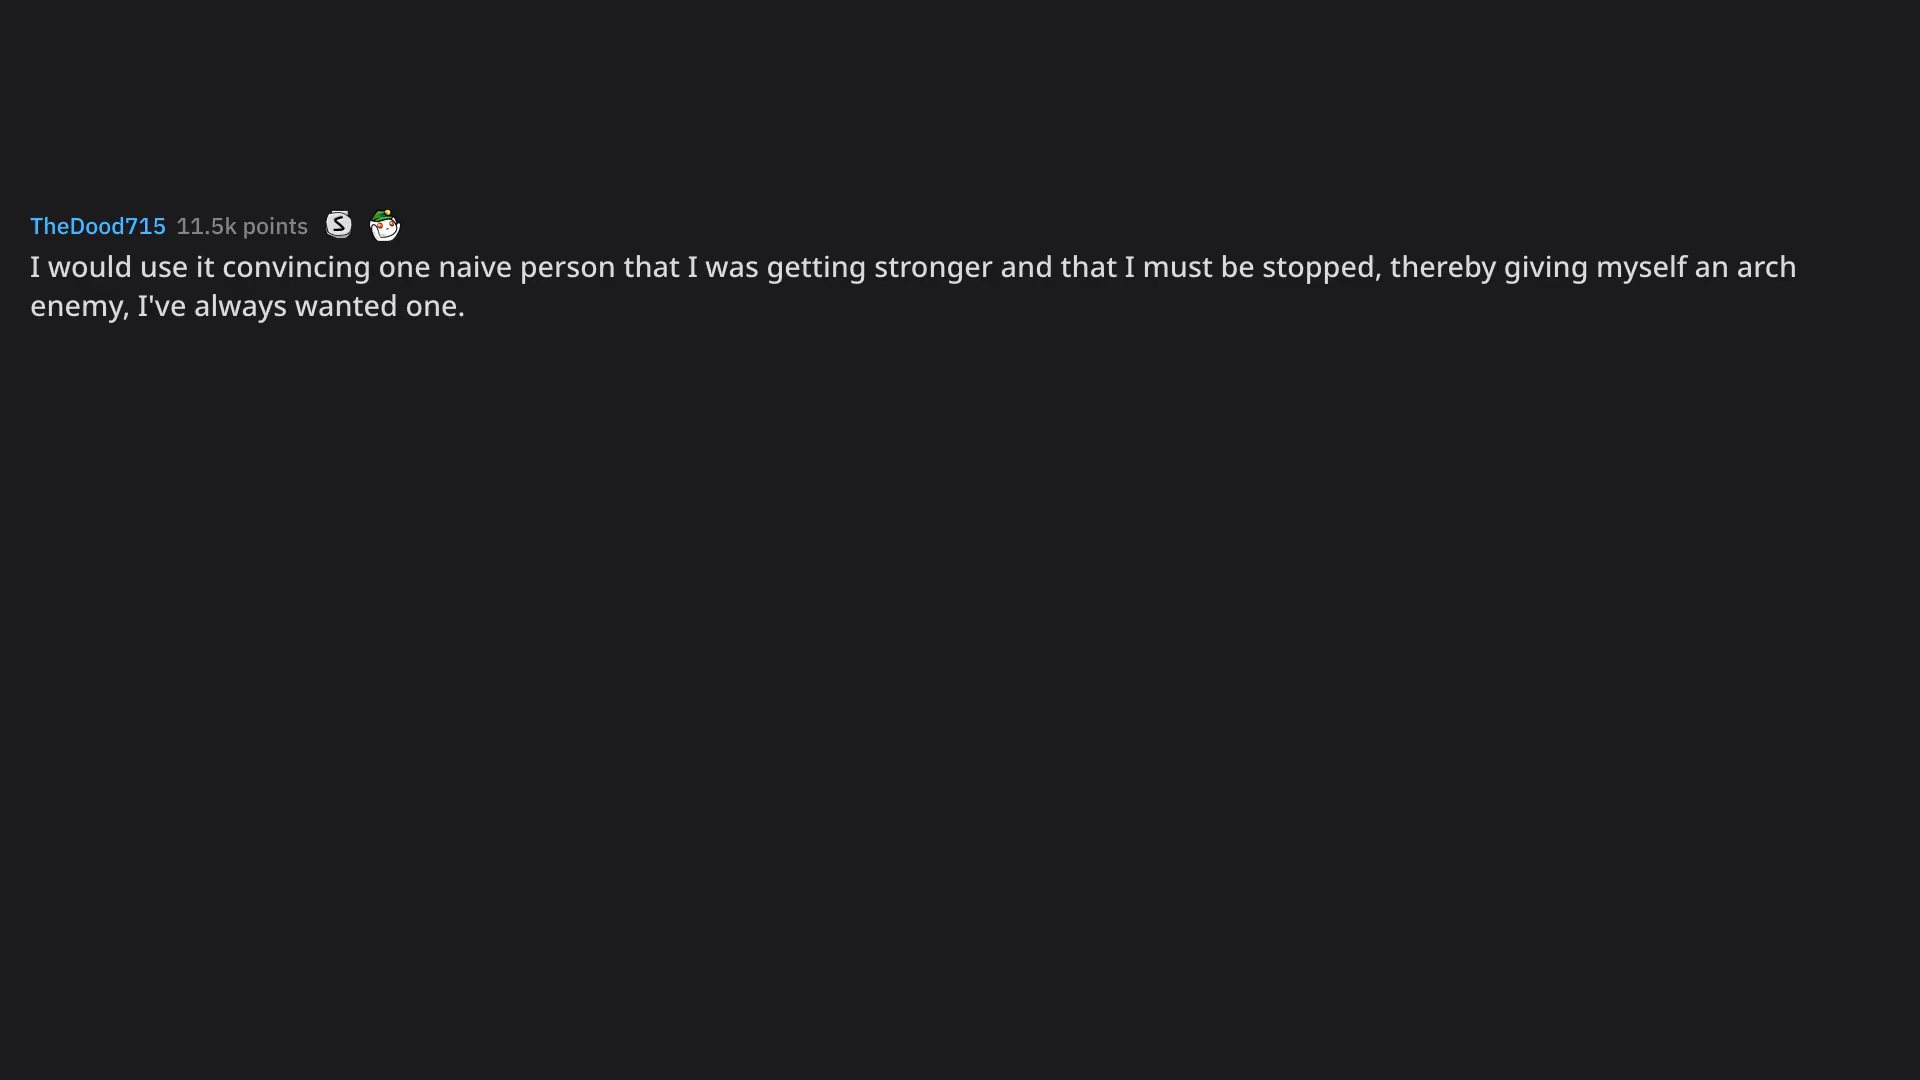 TheDood715 11.5k points S
I would use it convincing one naive person that I was getting stronger and that I must be stopped, thereby giving myself an arch
enemy, I've always wanted one.